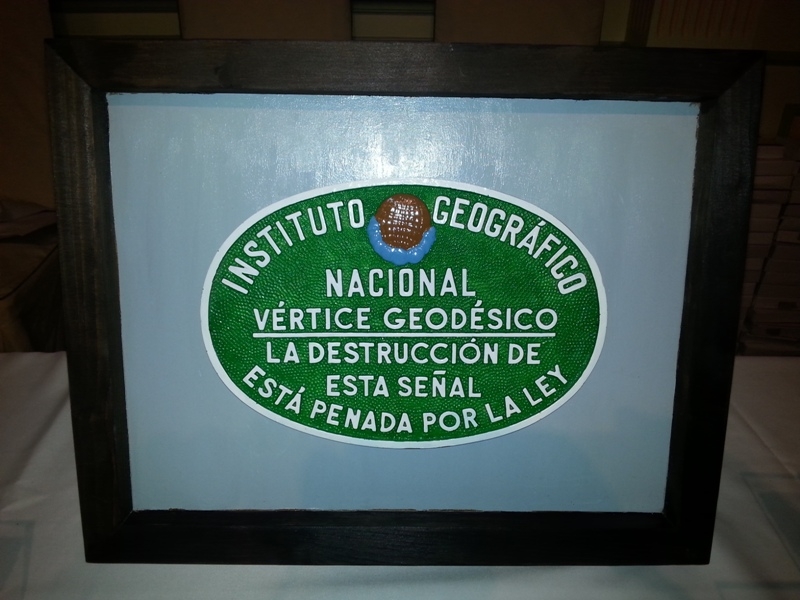 INSTITUTO GEOGRÁFICO
NACIONAL
VÉRTICE GEODÉSICO
LA DESTRUCCIÓN DE
ESTA SEÑAL
ESTÁ PENADA POR LA LEY